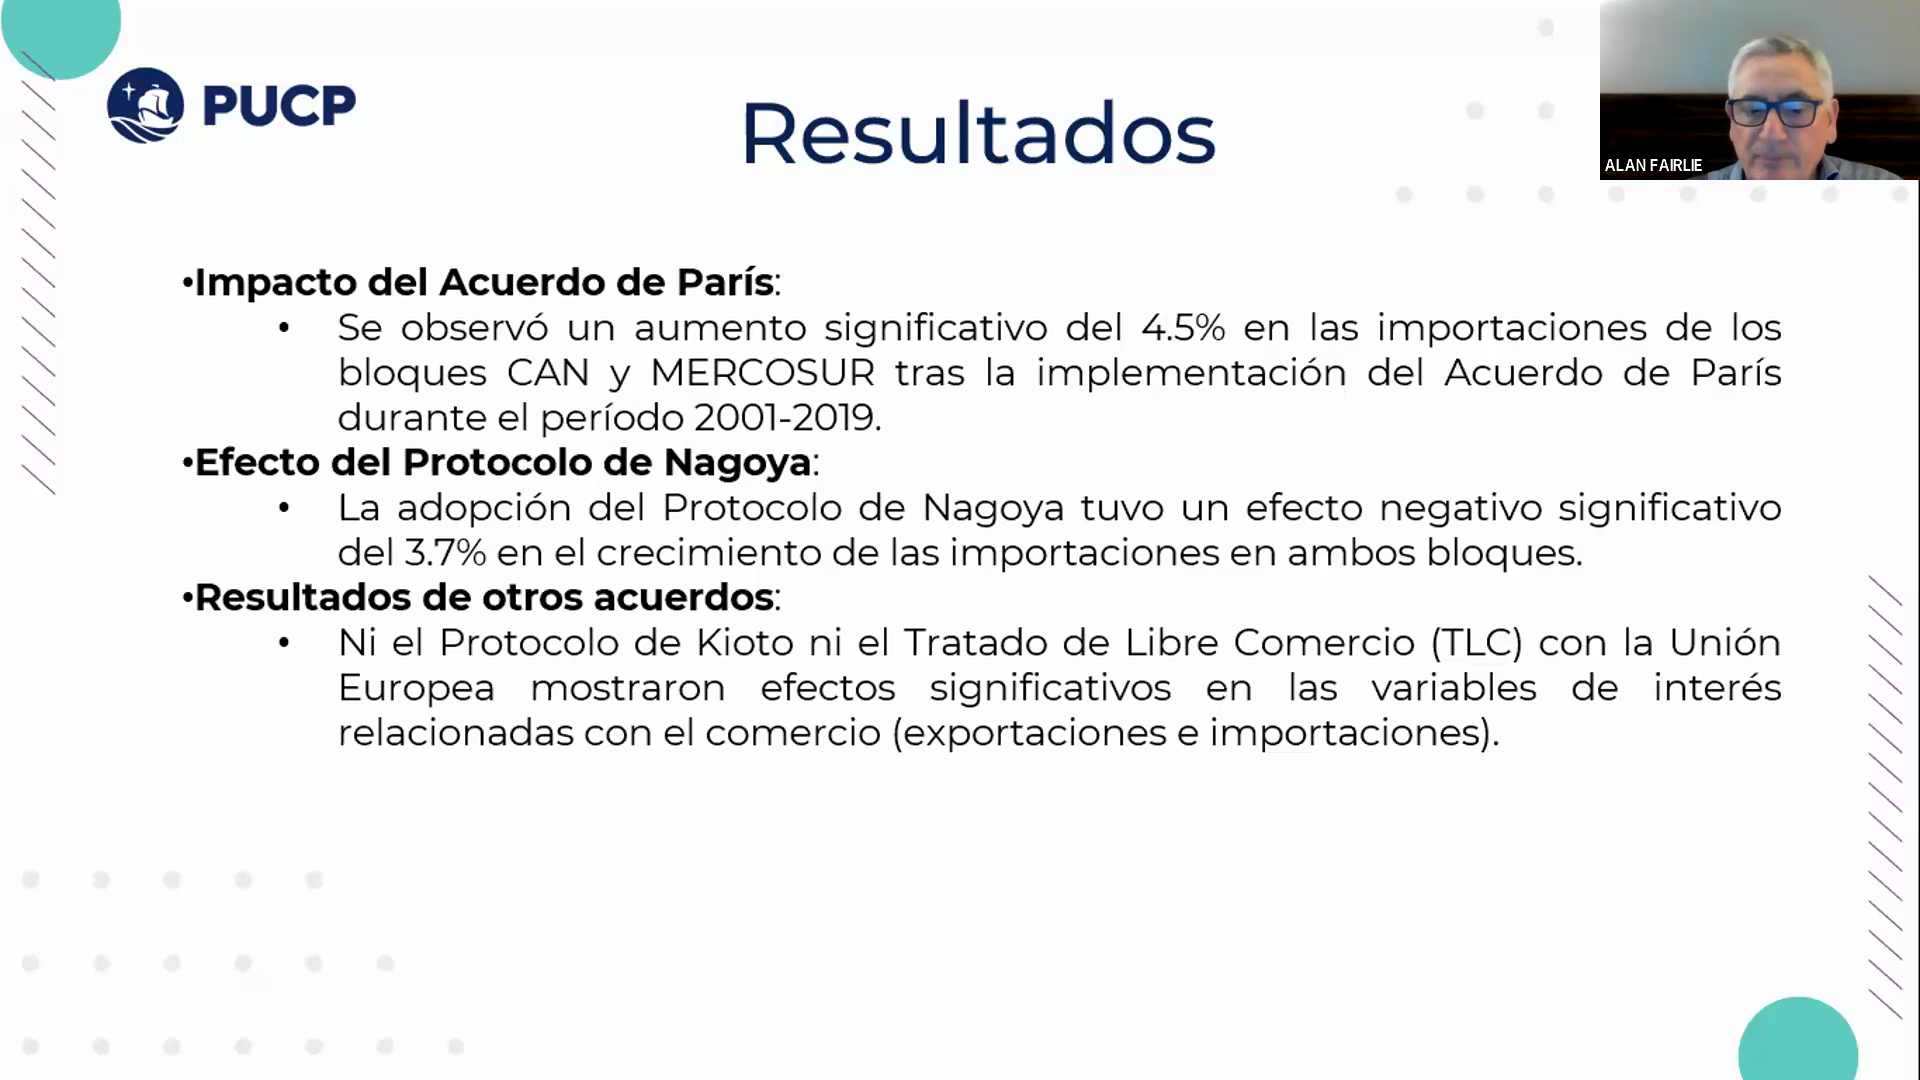 PUCP
Resultados
ALAN FAIRLIE
•Impacto del Acuerdo de París:
• Se observó un aumento significativo del 4.5% en las importaciones de los
bloques CAN y MERCOSUR tras la implementación del Acuerdo de París
durante el período 2001-2019.
•Efecto del Protocolo de Nagoya:
• La adopción del Protocolo de Nagoya tuvo un efecto negativo significativo
del 3.7% en el crecimiento de las importaciones en ambos bloques.
•Resultados de otros acuerdos:
• Ni el Protocolo de Kioto ni el Tratado de Libre Comercio (TLC) con la Unión
Europea mostraron efectos significativos en las variables de interés
relacionadas con el comercio (exportaciones e importaciones).